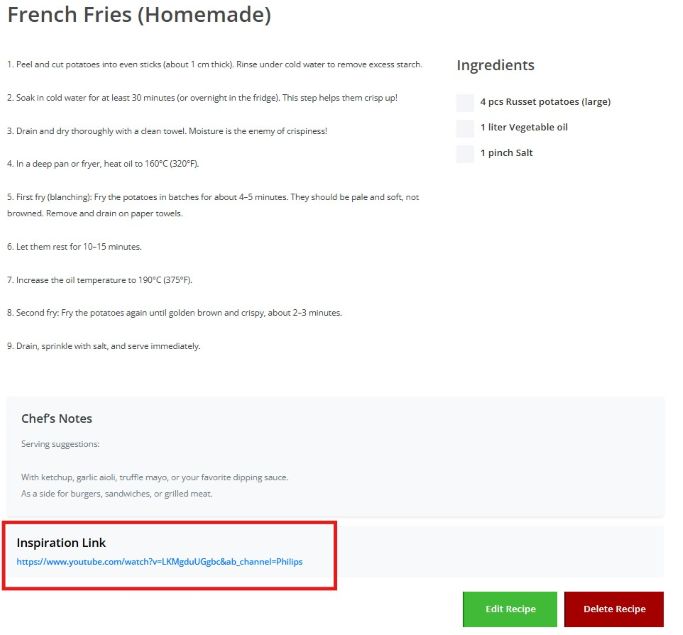 French Fries (Homemade)
1. Peel and cut potatoes into even sticks (about 1 cm thick). Rinse under cold water to remove excess starch.
2. Soak in cold water for at least 30 minutes (or overnight in the fridge). This step helps them crisp up!
3. Drain and dry thoroughly with a clean towel. Moisture is the enemy of crispiness!
4. In a deep pan or fryer, heat oil to 160°C (320°F).
5. First fry (blanching): Fry the potatoes in batches for about 4–5 minutes. They should be pale and soft, not
browned. Remove and drain on paper towels.
6. Let them rest for 10–15 minutes.
7. Increase the oil temperature to 190°C (375°F).
8. Second fry: Fry the potatoes again until golden brown and crispy, about 2–3 minutes.
9. Drain, sprinkle with salt, and serve immediately.
Ingredients
4 pcs Russet potatoes (large)
1 liter Vegetable oil
1 pinch Salt
Chef's Notes
Serving suggestions:
With ketchup, garlic aioli, truffle mayo, or your favorite dipping sauce.
As a side for burgers, sandwiches, or grilled meat.
Inspiration Link
https://www.youtube.com/watch?v=LKMgduUGgbc&ab_channel=Philips
Edit Recipe
Delete Recipe